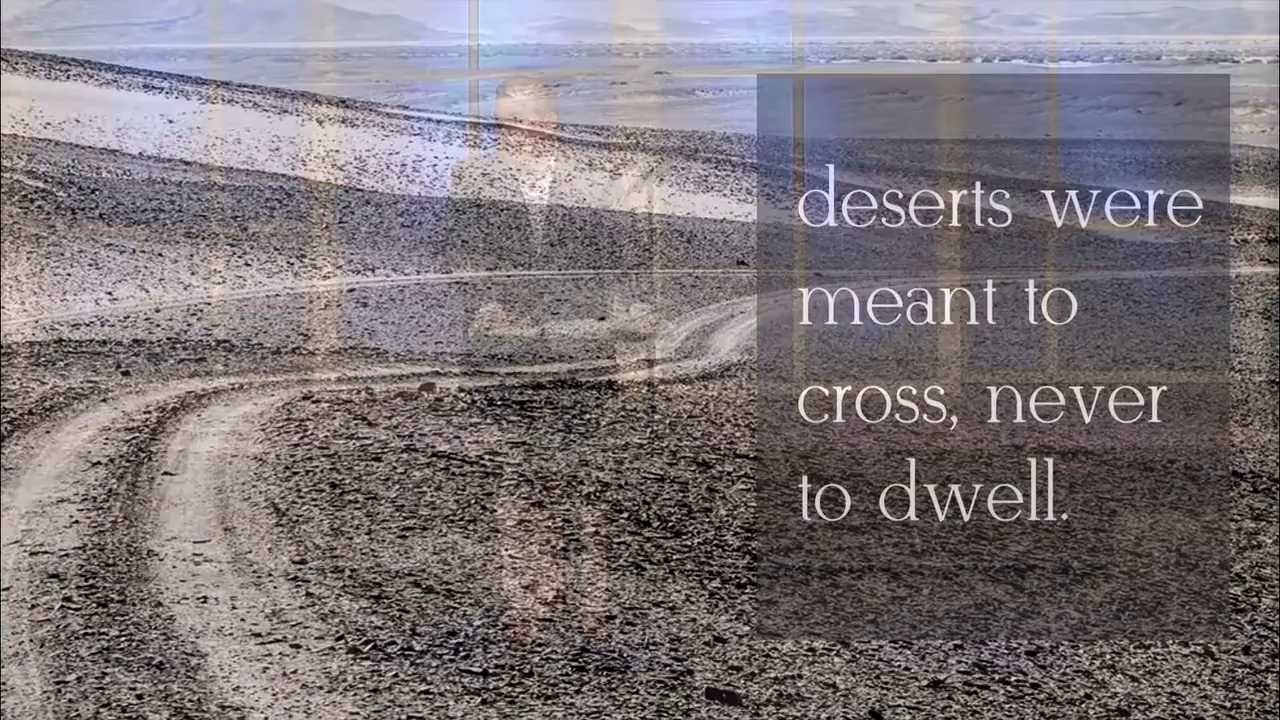 deserts were
meant to
cross, never
to dwell.